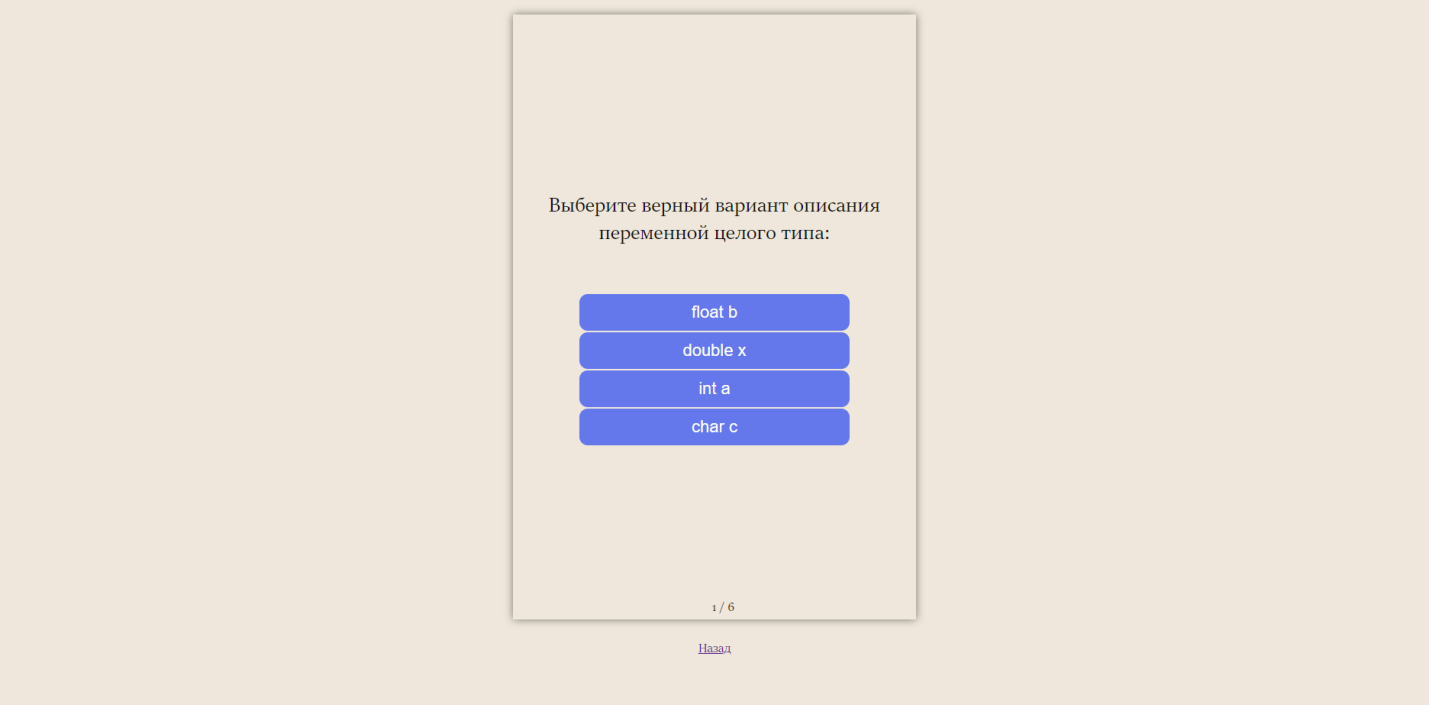 Выберите верный вариант описания
переменной целого типа:
float b
double x
int a
char c
1 / 6
Назад